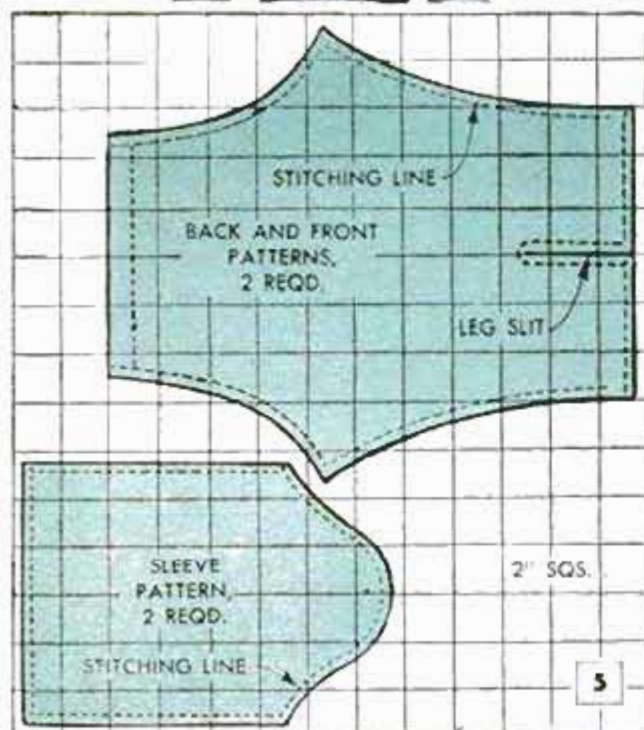 STITCHING LINE
BACK AND FRONT
PATTERNS,
2 REQD.
LEG SLIT
SLEEVE
PATTERN,
2 REQD.
2" SQS.
STITCHING LINE
5